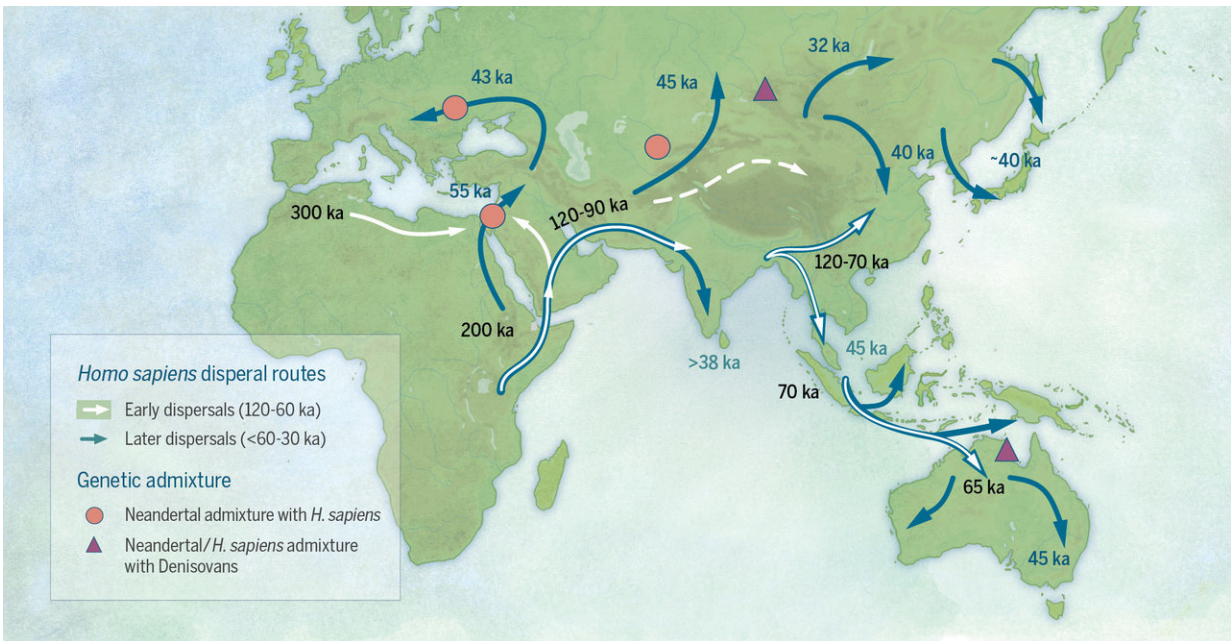 32 ka
43 ka
45 ka
40 ka
~40 ka
55 ka
300 ka
120-90 ka
120-70 ka
200 ka
>38 ka
45 ka
70 ka
65 ka
45 ka
Homo sapiens disperal routes
Early dispersals (120-60 ka)
Later dispersals (<60-30 ka)
Genetic admixture
Neandertal admixture with H. sapiens
Neandertal/H. sapiens admixture
with Denisovans